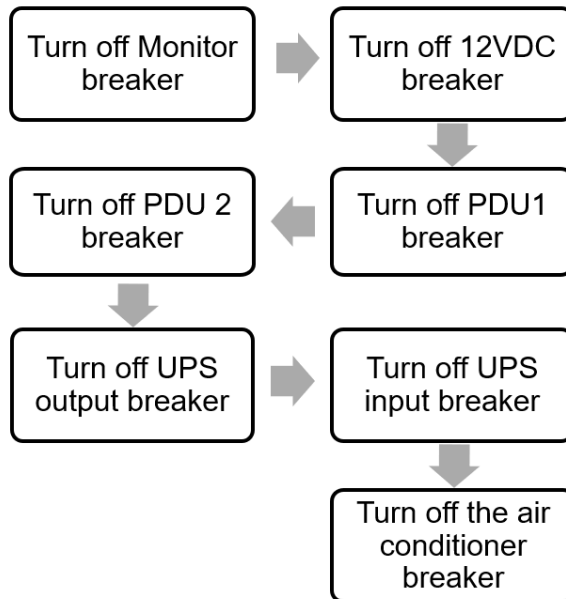 Turn off Monitor
breaker
Turn off 12VDC
breaker
Turn off PDU1
breaker
Turn off PDU 2
breaker
Turn off UPS
output breaker
Turn off UPS
input breaker
Turn off the air
conditioner
breaker